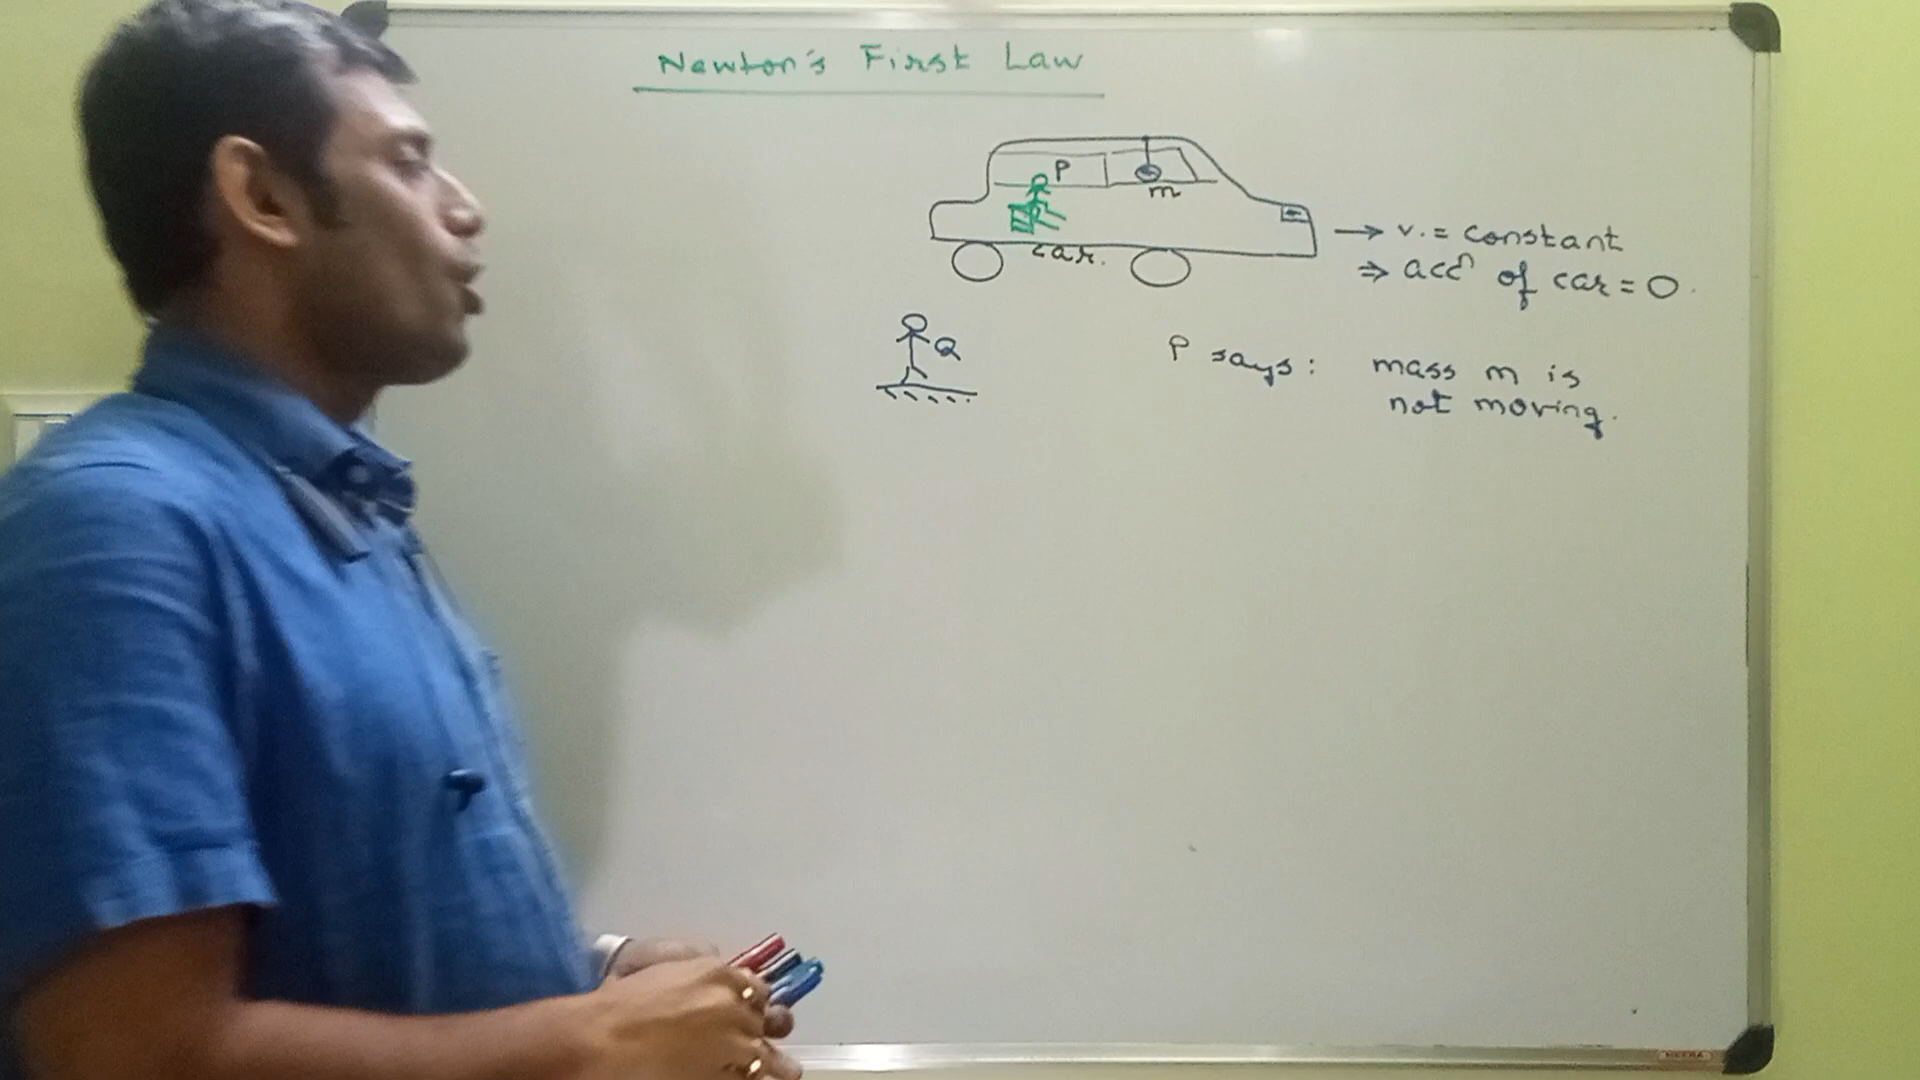 Newton's First Law
P
m
car.
→ v. = constant
⇒ accⁿ of car = 0.
Q
P says: mass m is
not moving.